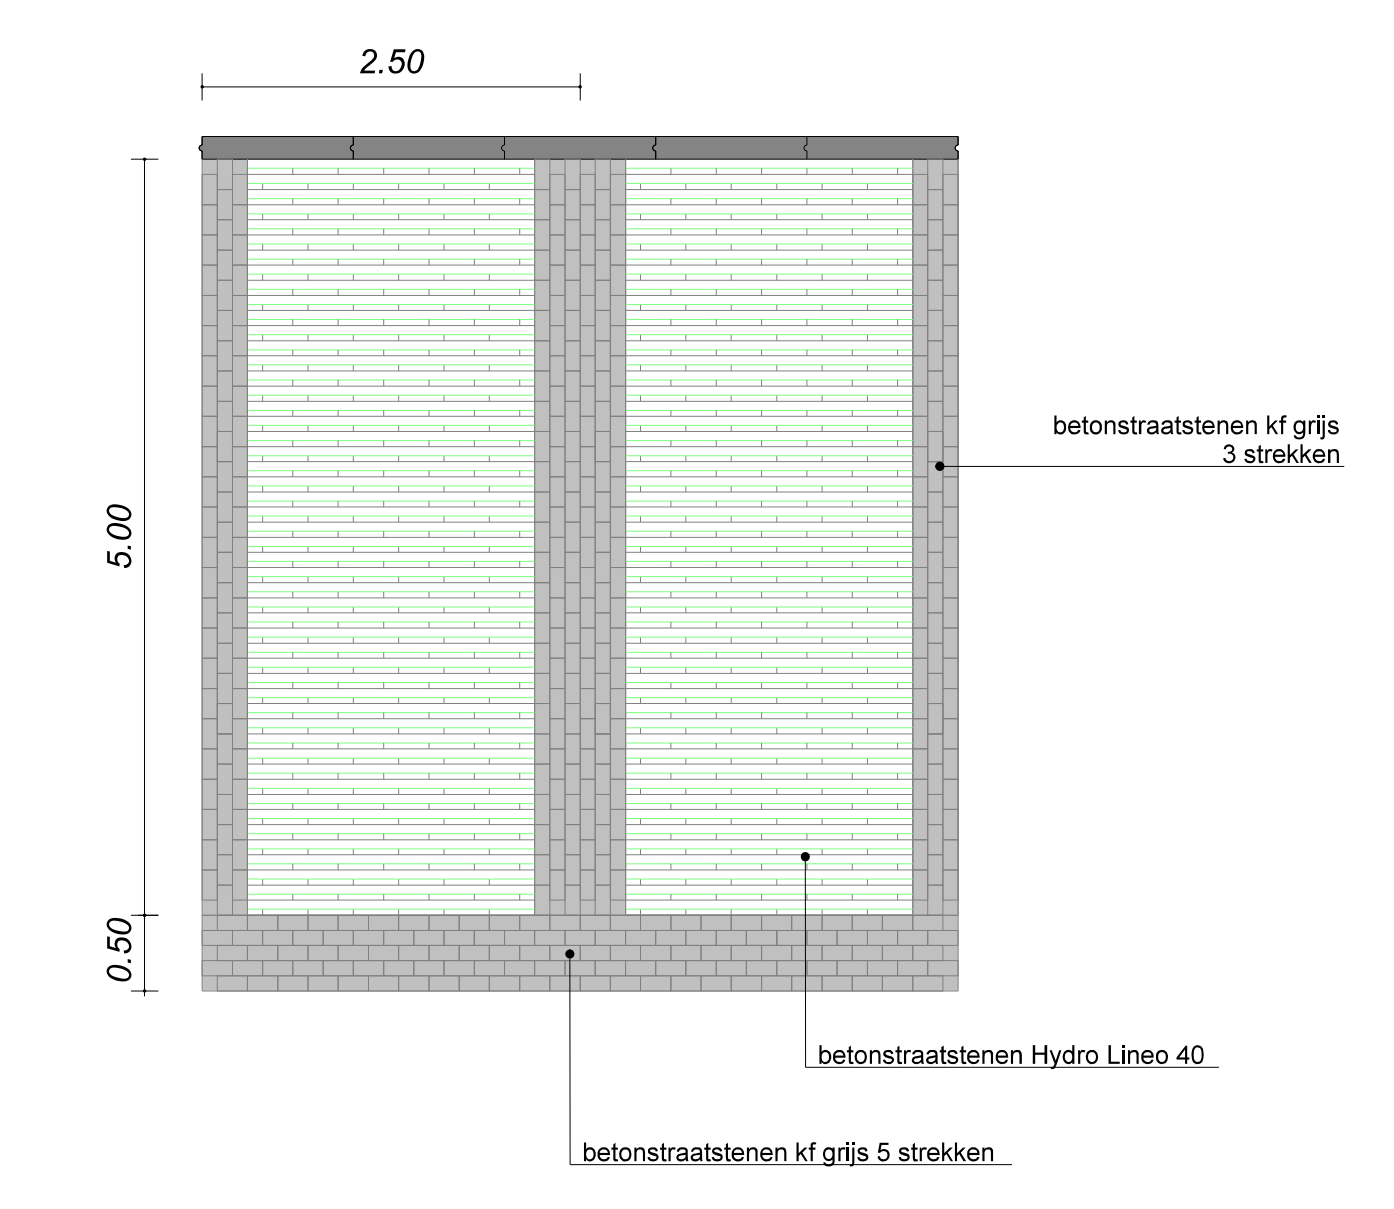 2.50
betonstraatstenen kf grijs
3 strekken
5.00
0.50
betonstraatstenen Hydro Lineo 40
betonstraatstenen kf grijs 5 strekken